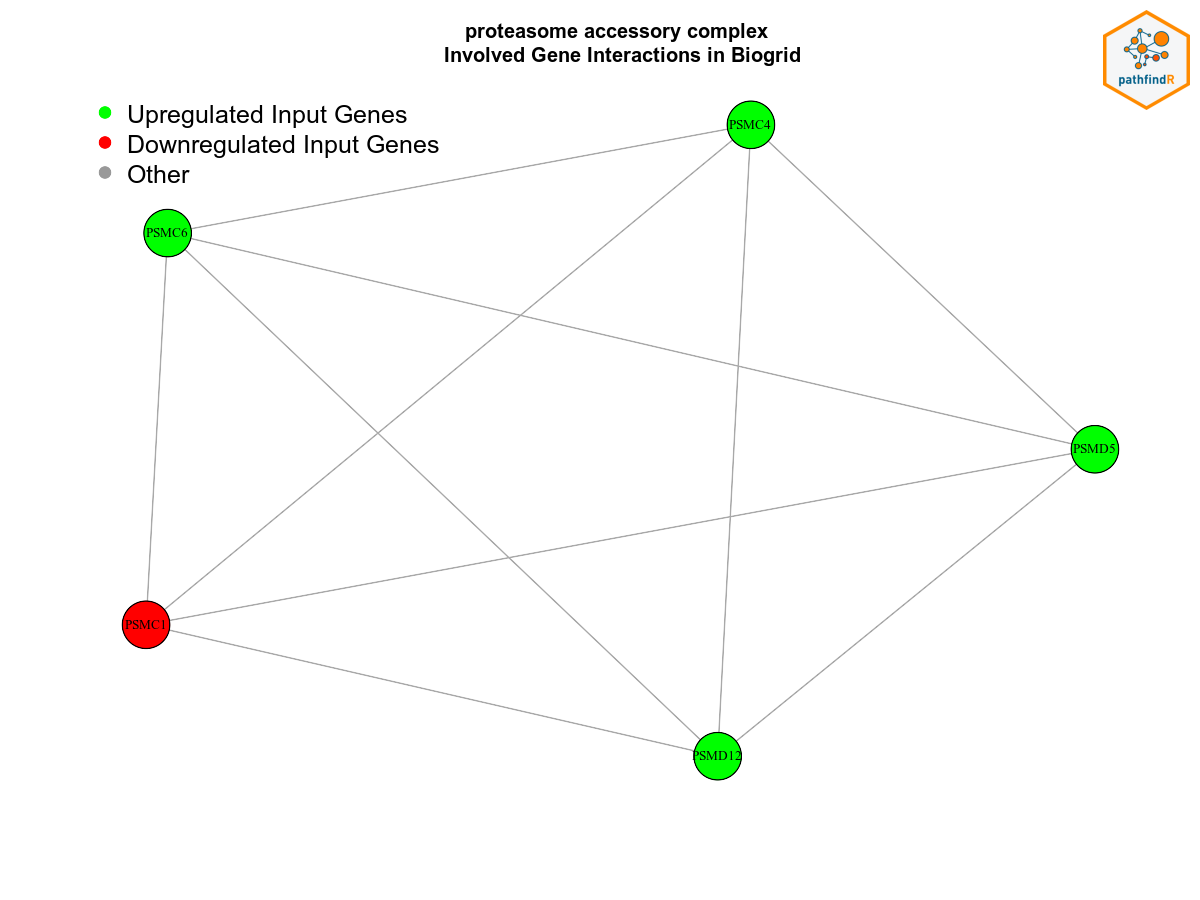 proteasome accessory complex
Involved Gene Interactions in Biogrid
pathfindR
Upregulated Input Genes
Downregulated Input Genes
Other
PSMC4
PSMC6
PSMD5
PSMC1
PSMD12